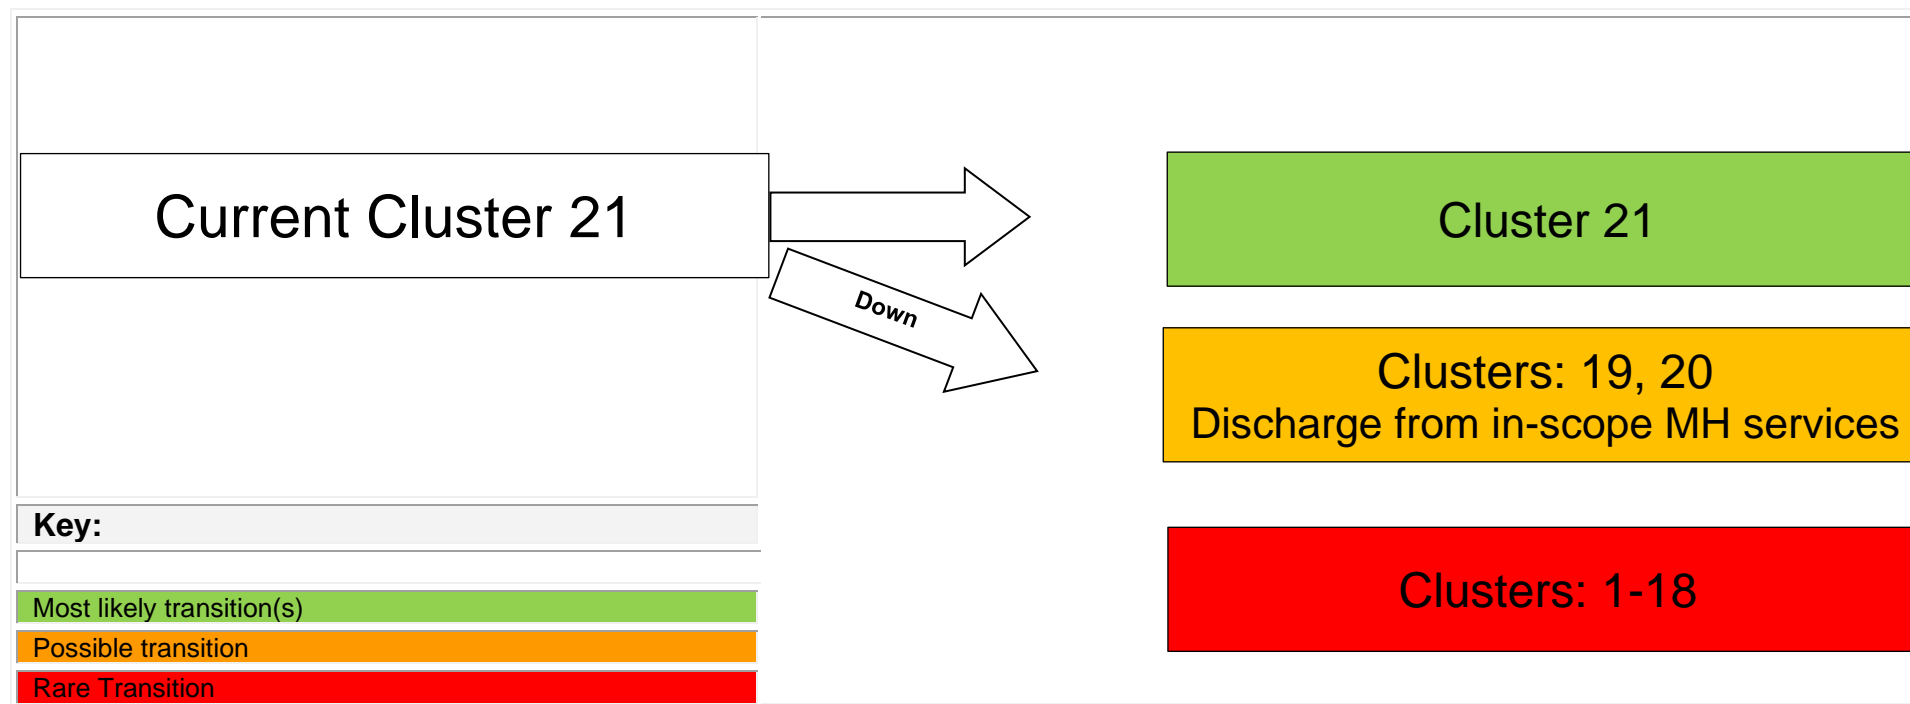 Current Cluster 21
Down
Cluster 21
Clusters: 19, 20
Discharge from in-scope MH services
Clusters: 1-18
Key:
Most likely transition(s)
Possible transition
Rare Transition